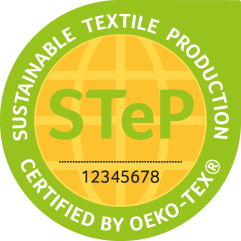 SUSTAINABLE TEXTILE PRODUCTION
STeP
12345678
CERTIFIED BY OEKO-TEX®